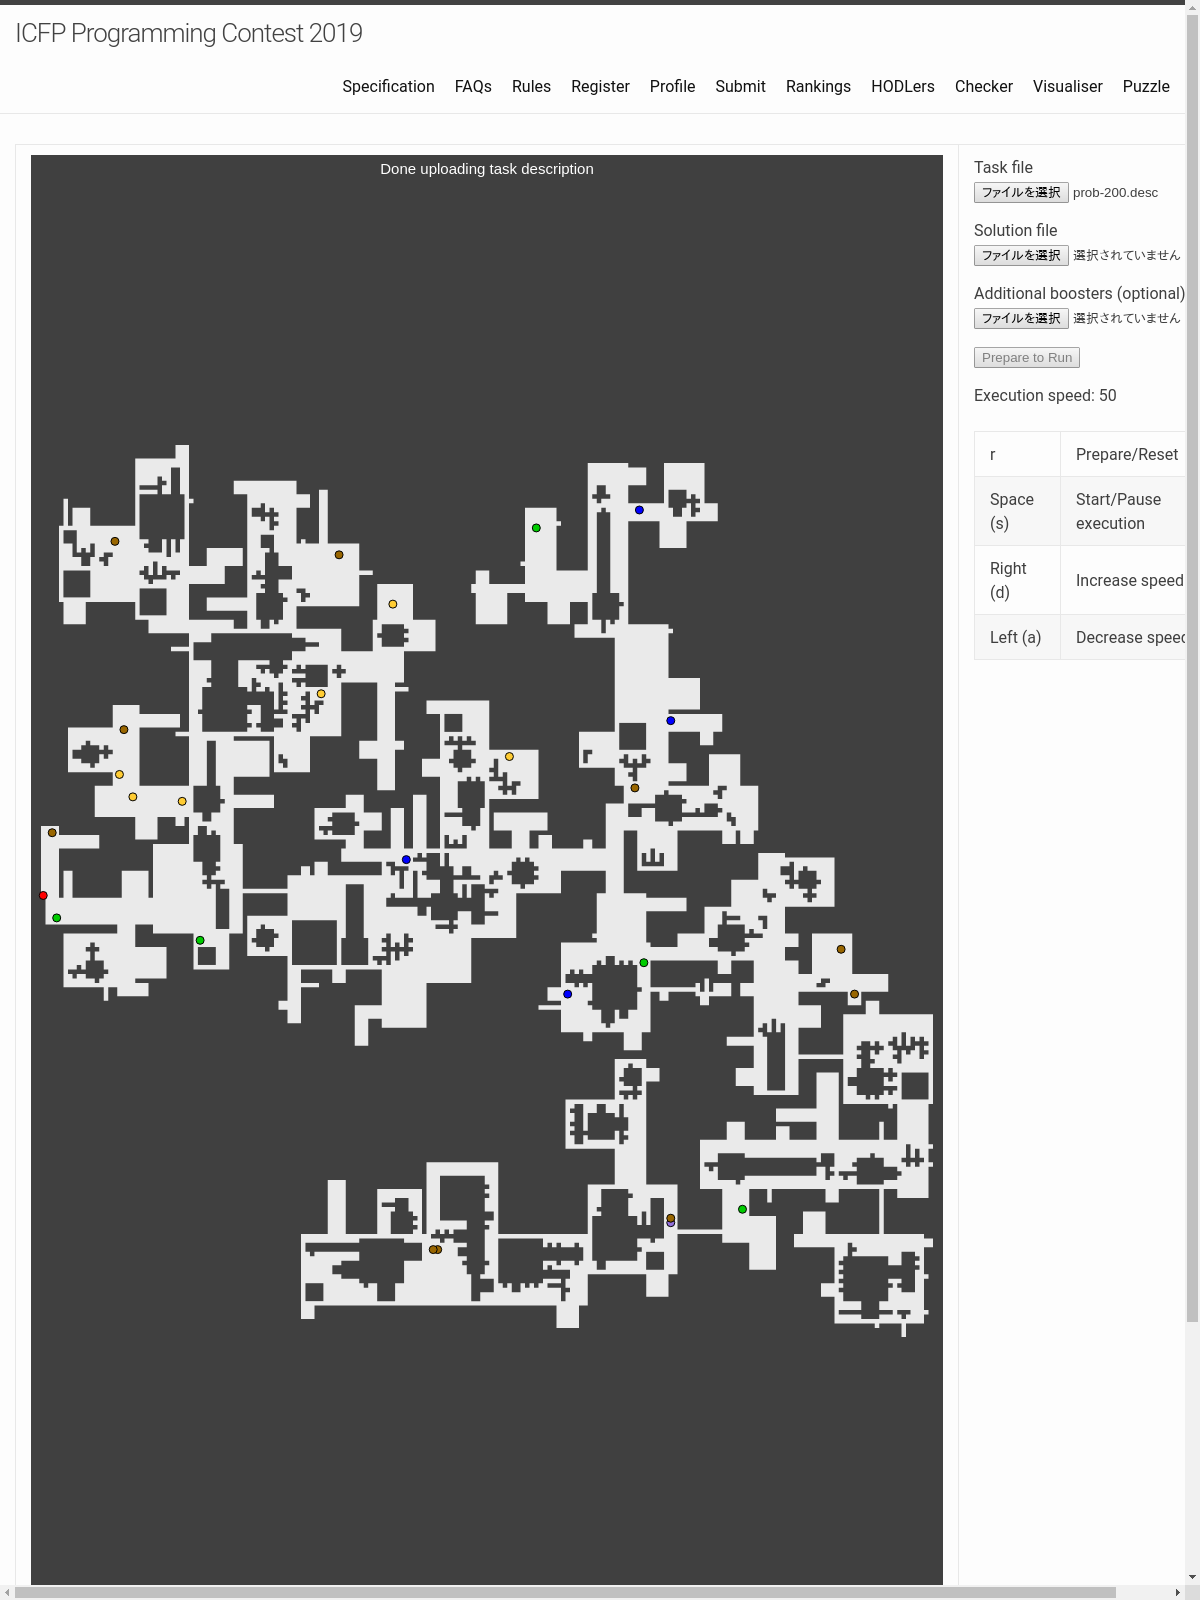 ICFP Programming Contest 2019
Specification FAQs Rules Register Profile Submit Rankings HODLers Checker Visualiser Puzzle
Done uploading task description
Task file
ファイルを選択 prob-200.desc
Solution file
ファイルを選択 選択されていません
Additional boosters (optional)
ファイルを選択 選択されていません
Prepare to Run
Execution speed: 50
r Prepare/Reset
Space (s) Start/Pause execution
Right (d) Increase speed
Left (a) Decrease speed